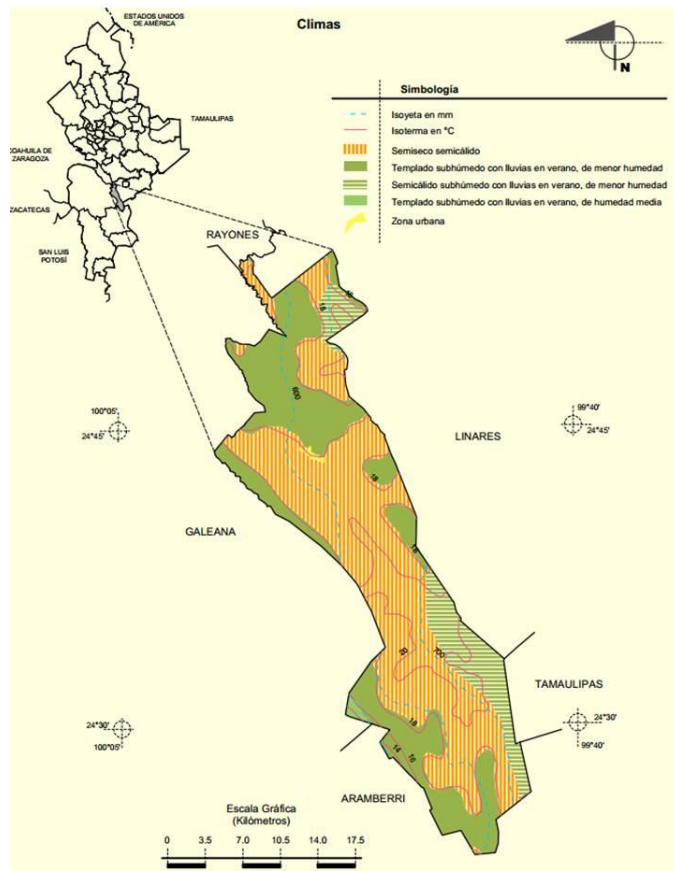 ESTADOS UNIDOS
DE AMÉRICA
Climas
N
Simbología
TAMAULIPAS
Isoyeta en mm
Isoterma en °C
Semiseco semicálido
COAHUILA DE
ZARAGOZA
Templado subhúmedo con lluvias en verano, de menor humedad
Semicálido subhúmedo con lluvias en verano, de menor humedad
Templado subhúmedo con lluvias en verano, de humedad media
ZACATECAS
Zona urbana
RAYONES
SAN LUIS
POTOSÍ
18
600
100°05'
24°45'
99°40'
24°45'
LINARES
18
GALEANA
18
20
700
TAMAULIPAS
18
24°30'
100°05'
24°30'
99°40'
14
16
ARAMBERRI
Escala Gráfica
(Kilómetros)
0 3.5 7.0 10.5 14.0 17.5